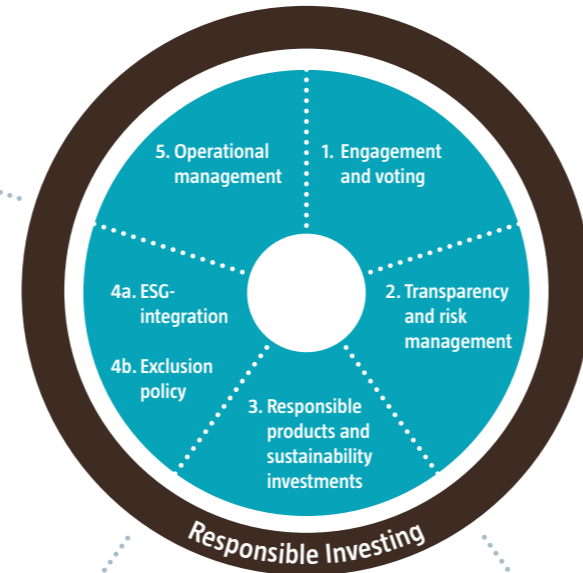 1. Engagement
and voting
2. Transparency
and risk
management
3. Responsible
products and
sustainability
investments
4a. ESG-
integration
4b. Exclusion
policy
5. Operational
management
Responsible Investing